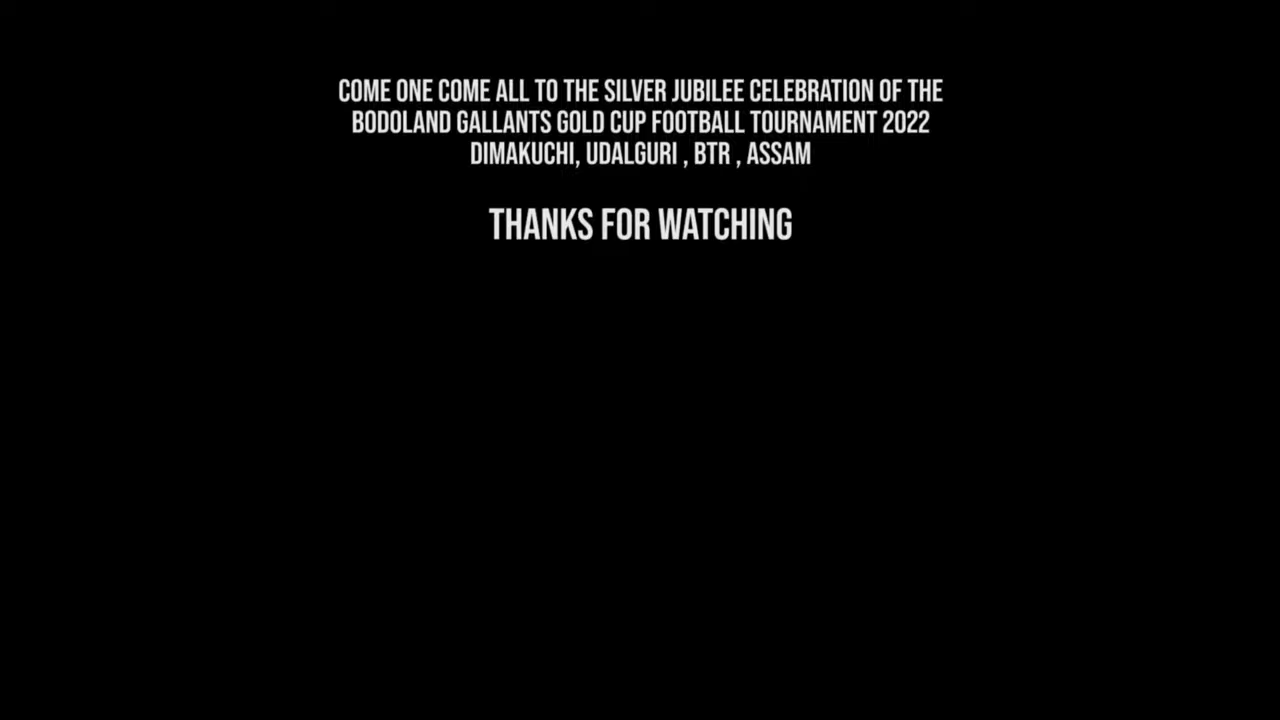 COME ONE COME ALL TO THE SILVER JUBILEE CELEBRATION OF THE
BODOLAND GALLANTS GOLD CUP FOOTBALL TOURNAMENT 2022
DIMAKUCHI, UDALGURI , BTR , ASSAM
THANKS FOR WATCHING